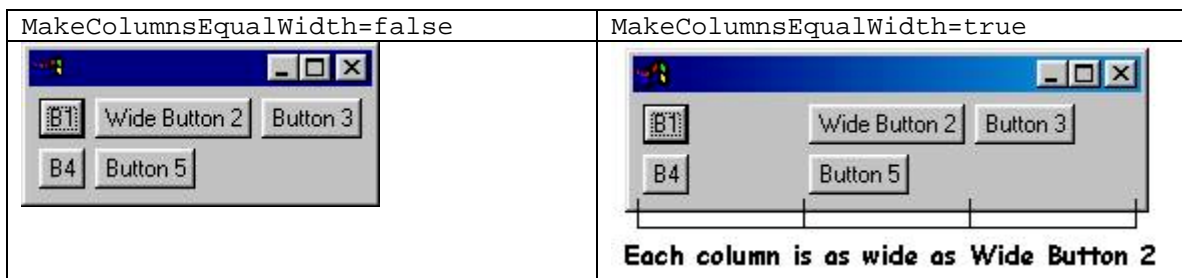 MakeColumnsEqualWidth=false
MakeColumnsEqualWidth=true
B1 Wide Button 2 Button 3
B4 Button 5
B1 Wide Button 2 Button 3
B4 Button 5
Each column is as wide as Wide Button 2